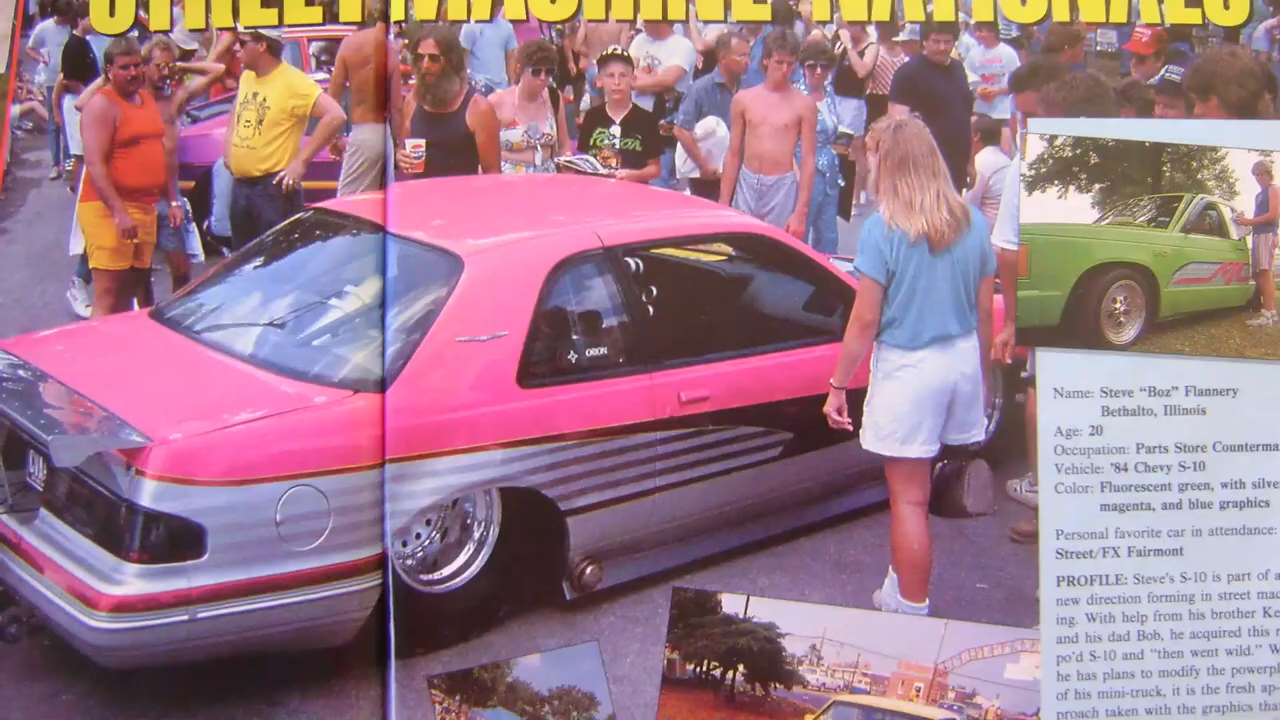 STREET MACHINE NATIONALS
ORION
Name: Steve “Boz” Flannery
Bethalto, Illinois
Age: 20
Occupation: Parts Store Counterma
Vehicle: ’84 Chevy S-10
Color: Fluorescent green, with silve
magenta, and blue graphics
Personal favorite car in attendance:
Street/FX Fairmont
PROFILE: Steve’s S-10 is part of a
new direction forming in street mac
ing. With help from his brother Ke
and his dad Bob, he acquired this r
po’d S-10 and “then went wild.” W
he has plans to modify the powerpl
of his mini-truck, it is the fresh ap-
proach taken with the graphics tha